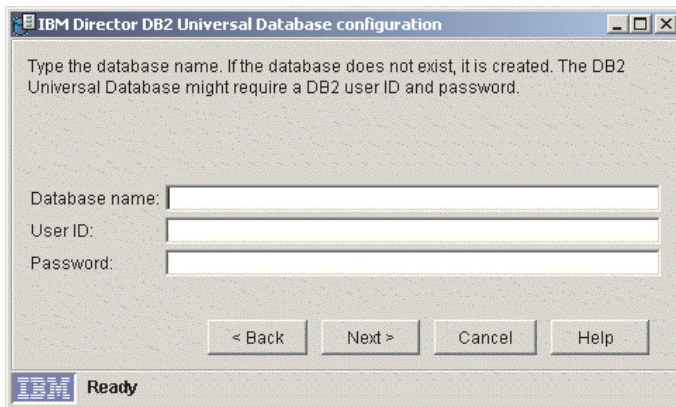 IBM Director DB2 Universal Database configuration
Type the database name. If the database does not exist, it is created. The DB2
Universal Database might require a DB2 user ID and password.
Database name:
User ID:
Password:
< Back Next > Cancel Help
IBM Ready